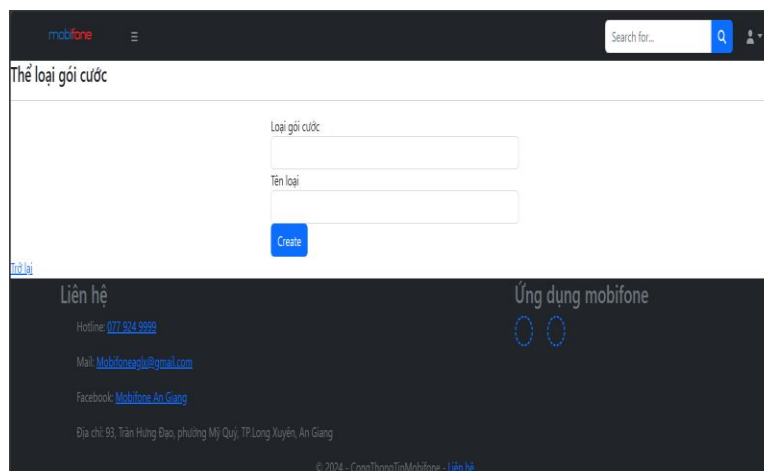 mobifone
Search for...
Thể loại gói cước
Loại gói cước
Tên loại
Create
Trở lại
Liên hệ
Ứng dụng mobifone
Hotline: 077 924 9999
Mail: Mobifoneaglx@gmail.com
Facebook: Mobifone An Giang
Địa chỉ: 93, Trần Hưng Đạo, phường Mỹ Quý, TP.Long Xuyên, An Giang
© 2024 - CongThongTinMobifone - Liên hệ